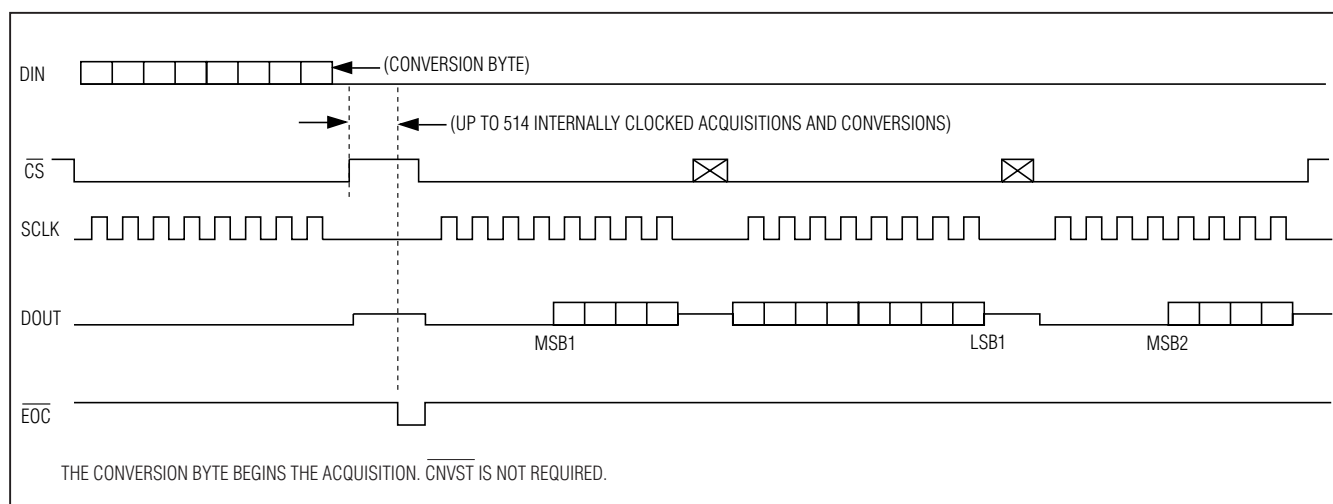 DIN
(CONVERSION BYTE)
(UP TO 514 INTERNALLY CLOCKED ACQUISITIONS AND CONVERSIONS)
CS
SCLK
DOUT
MSB1
LSB1
MSB2
EOC
THE CONVERSION BYTE BEGINS THE ACQUISITION. CNVST IS NOT REQUIRED.